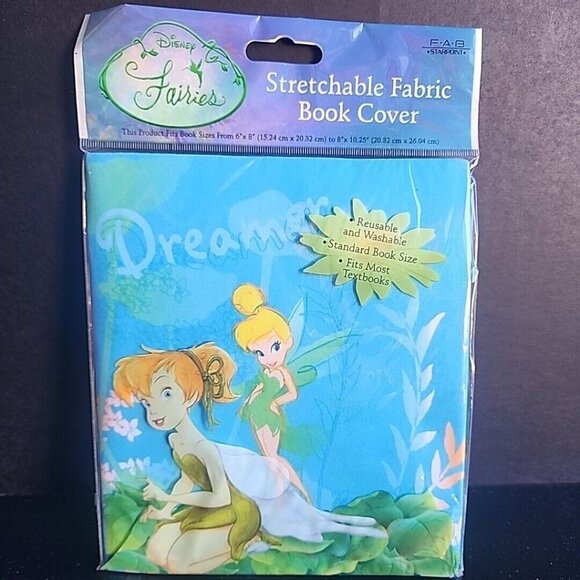 Disney
Fairies
F•A•B
•STARPOINT•
Stretchable Fabric
Book Cover
This Product Fits Book Sizes From 6"x 8" (15.24 cm x 20.32 cm) to 8"x 10.25" (20.32 cm x 26.04 cm)
Dreamer
• Reusable
and Washable
• Standard Book Size
• Fits Most
Textbooks